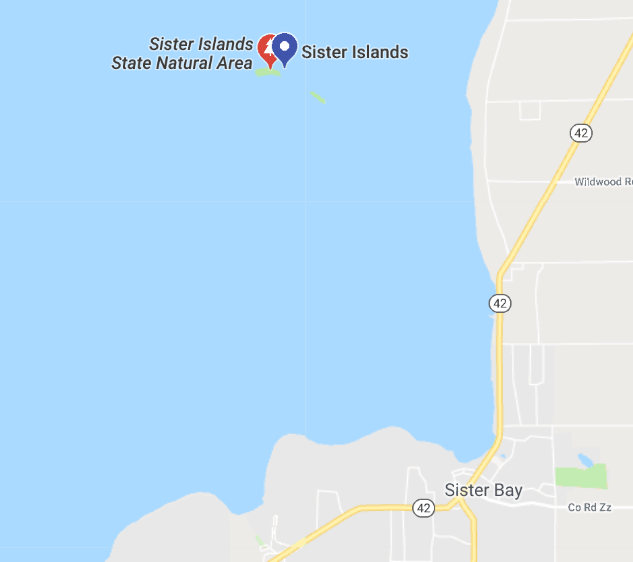 Sister Islands
State Natural Area
Sister Islands
42
Wildwood R
42
Sister Bay
42
Co Rd Zz